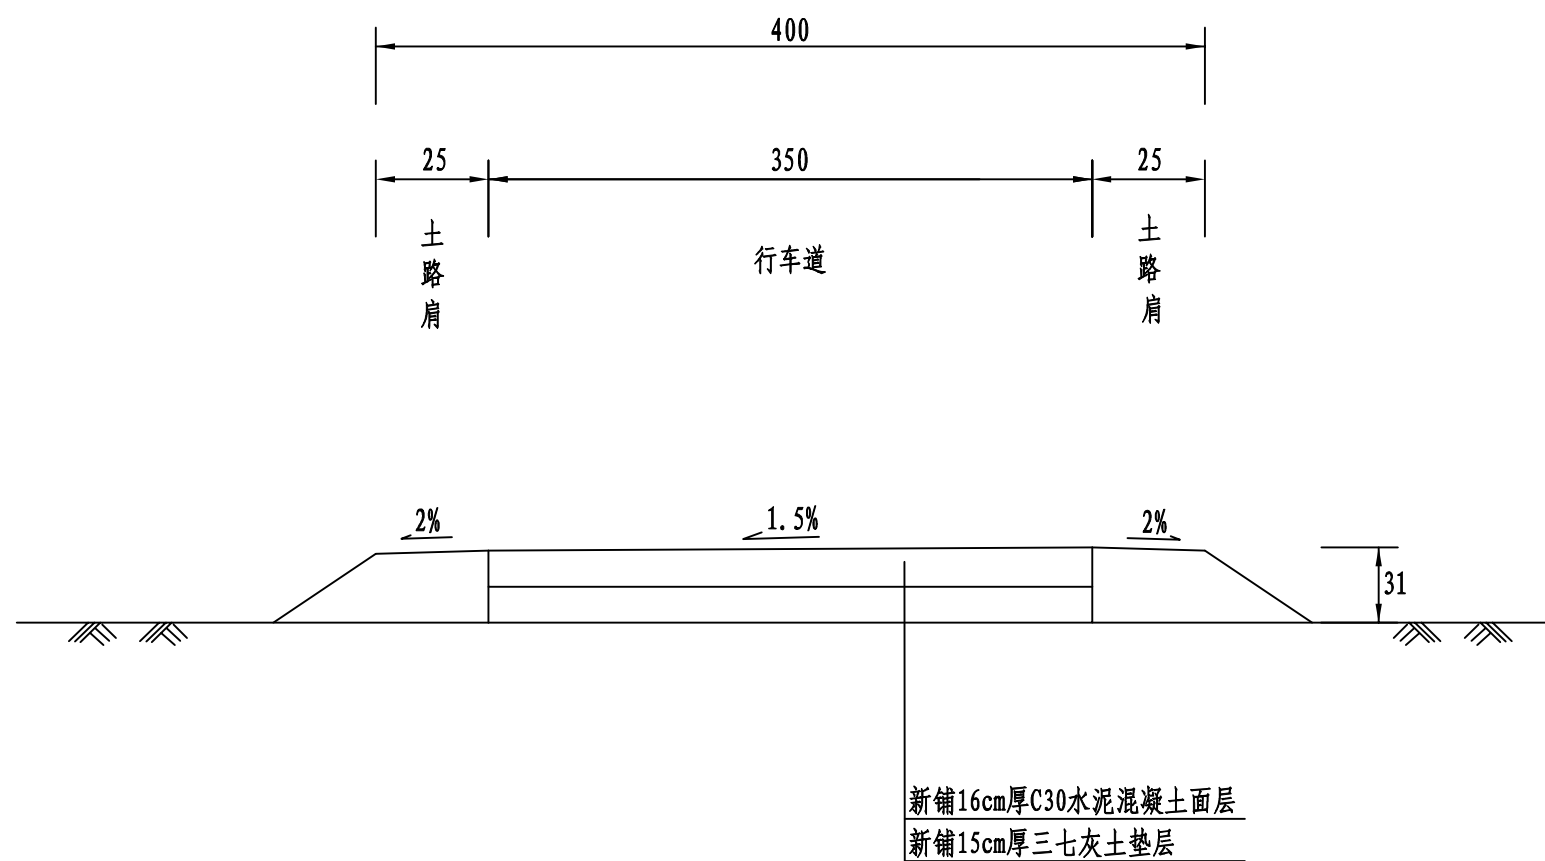 400
25 350 25
土路肩 行车道 土路肩
2% 1.5% 2%
31
新铺16cm厚C30水泥混凝土面层
新铺15cm厚三七灰土垫层